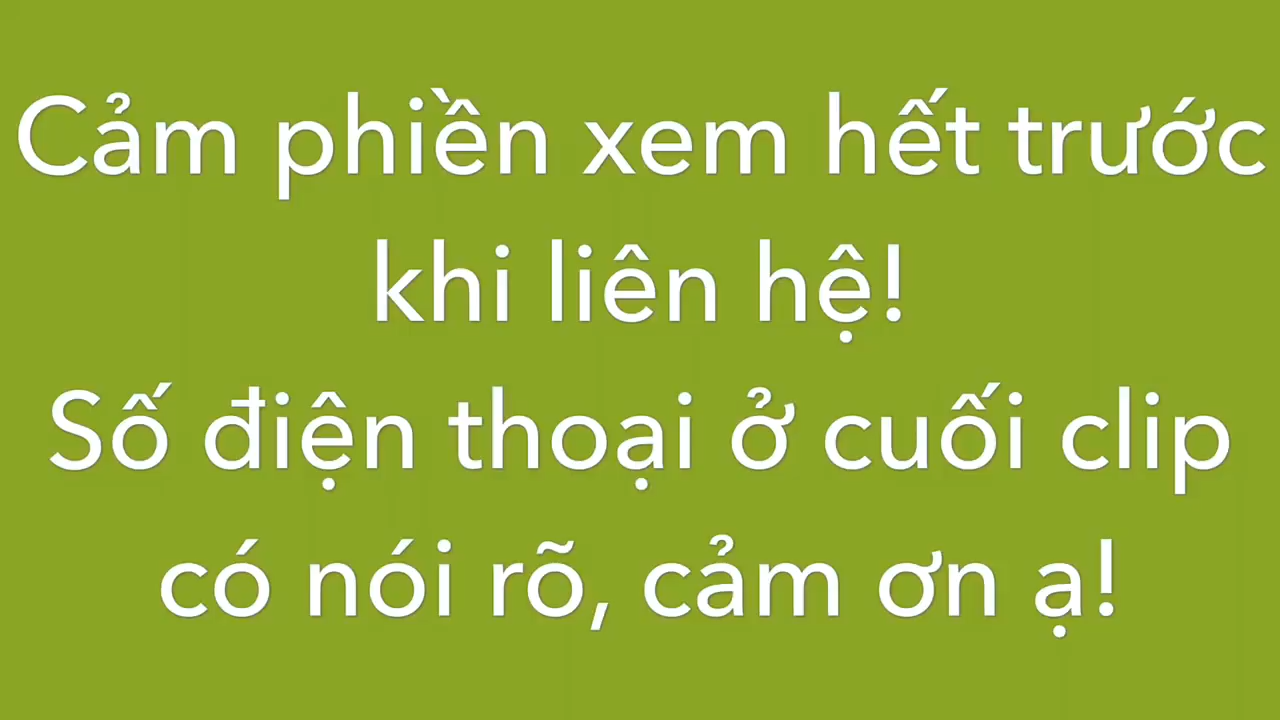 Cảm phiền xem hết trước
khi liên hệ!
Số điện thoại ở cuối clip
có nói rõ, cảm ơn ạ!